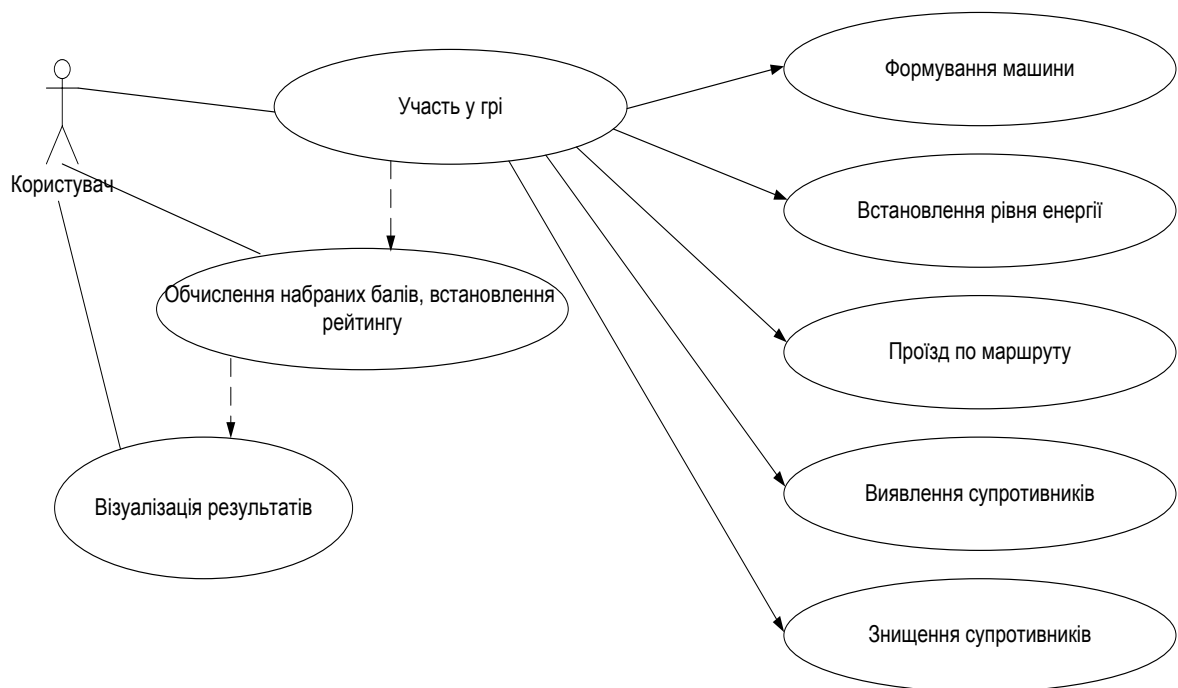 Формування машини
Участь у грі
Користувач
Встановлення рівня енергії
Обчислення набраних балів, встановлення
рейтингу
Проїзд по маршруту
Візуалізація результатів
Виявлення супротивників
Знищення супротивників